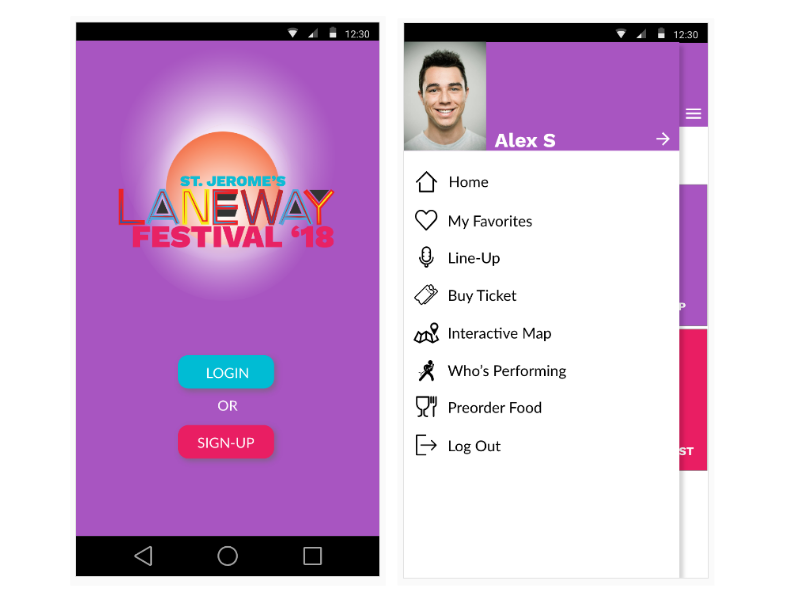 12:30
ST. JEROME'S
LANEWAY
FESTIVAL ‘18
LOGIN
OR
SIGN-UP
12:30
Alex S
Home
My Favorites
Line-Up
Buy Ticket
Interactive Map
Who's Performing
Preorder Food
Log Out
P
ST